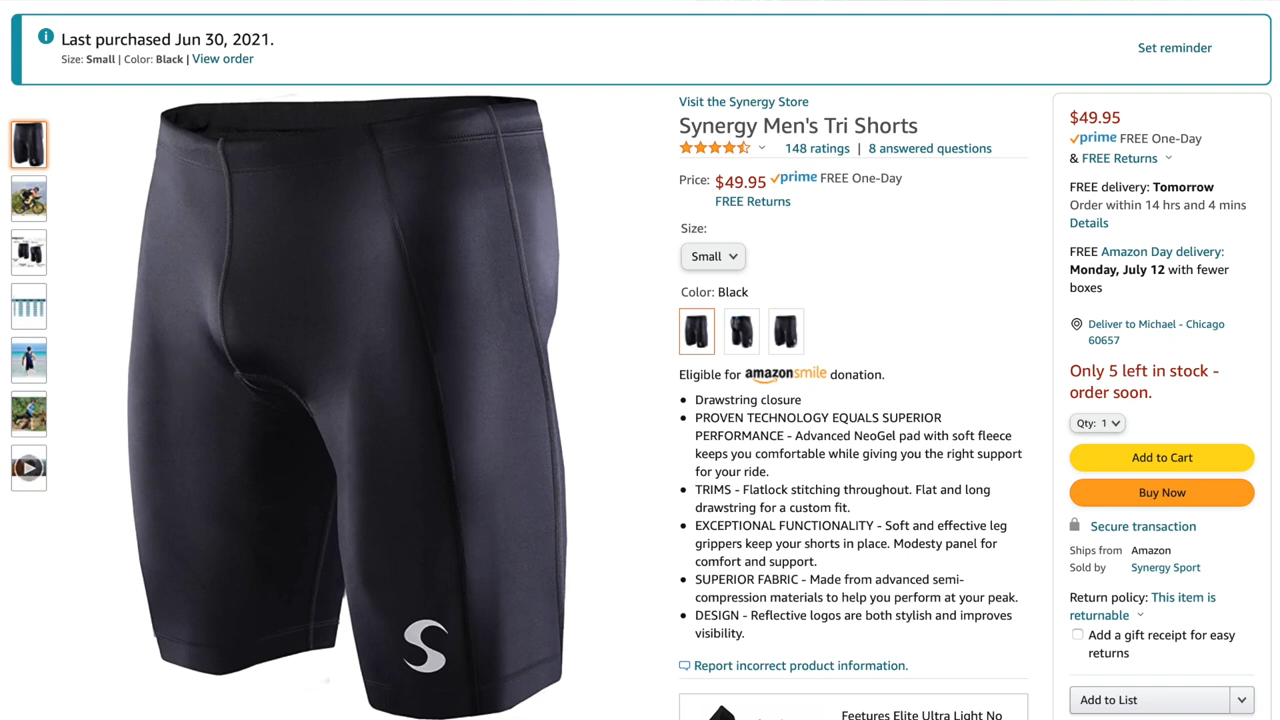 Last purchased Jun 30, 2021.
Size: Small | Color: Black | View order
Set reminder
Visit the Synergy Store
Synergy Men's Tri Shorts
148 ratings | 8 answered questions
Price: $49.95 prime FREE One-Day
FREE Returns
Size:
Small
Color: Black
Eligible for amazonsmile donation.
Drawstring closure
PROVEN TECHNOLOGY EQUALS SUPERIOR
PERFORMANCE - Advanced NeoGel pad with soft fleece
keeps you comfortable while giving you the right support
for your ride.
TRIMS - Flatlock stitching throughout. Flat and long
drawstring for a custom fit.
EXCEPTIONAL FUNCTIONALITY - Soft and effective leg
grippers keep your shorts in place. Modesty panel for
comfort and support.
SUPERIOR FABRIC - Made from advanced semi-
compression materials to help you perform at your peak.
DESIGN - Reflective logos are both stylish and improves
visibility.
Report incorrect product information.
Feetures Elite Ultra Light No
$49.95
prime FREE One-Day
& FREE Returns
FREE delivery: Tomorrow
Order within 14 hrs and 4 mins
Details
FREE Amazon Day delivery:
Monday, July 12 with fewer
boxes
Deliver to Michael - Chicago
60657
Only 5 left in stock -
order soon.
Qty: 1
Add to Cart
Buy Now
Secure transaction
Ships from Amazon
Sold by Synergy Sport
Return policy: This item is
returnable
Add a gift receipt for easy
returns
Add to List